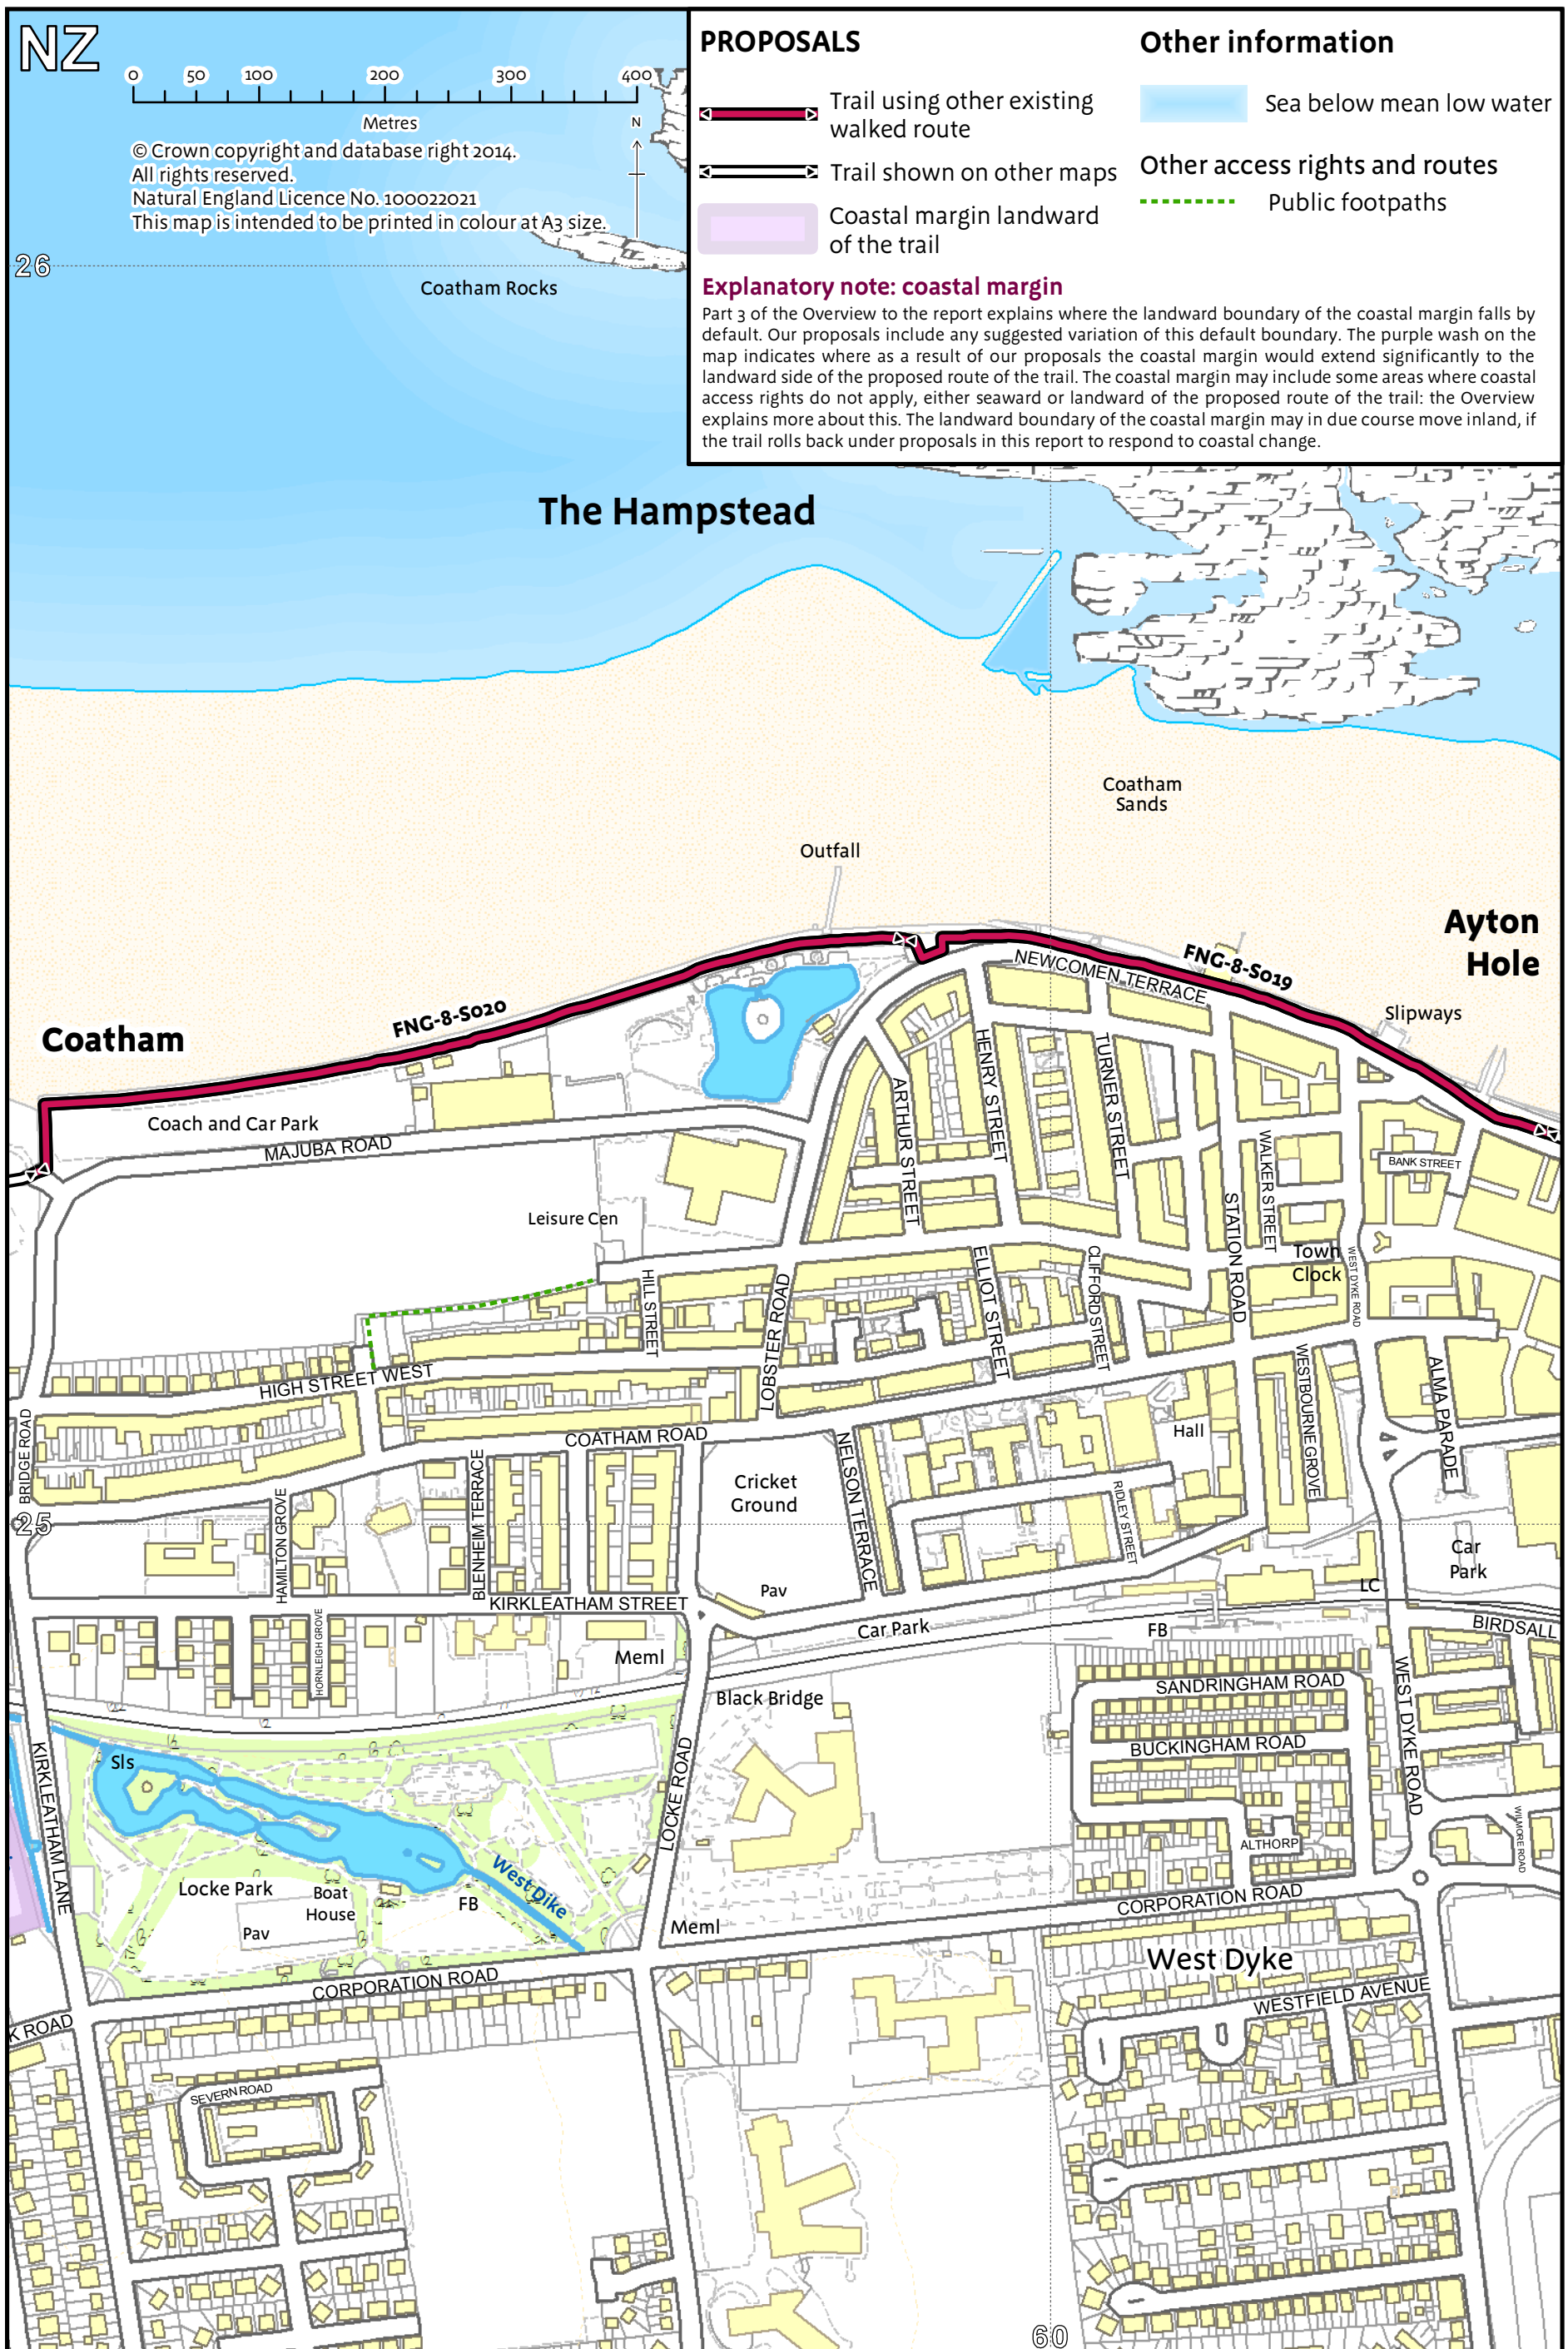 NZ
0 50 100 200 300 400
Metres
N
© Crown copyright and database right 2014.
All rights reserved.
Natural England Licence No. 100022021
This map is intended to be printed in colour at A3 size.
PROPOSALS
Trail using other existing
walked route
Trail shown on other maps
Coastal margin landward
of the trail
Other information
Sea below mean low water
Other access rights and routes
Public footpaths
Explanatory note: coastal margin
Part 3 of the Overview to the report explains where the landward boundary of the coastal margin falls by
default. Our proposals include any suggested variation of this default boundary. The purple wash on the
map indicates where as a result of our proposals the coastal margin would extend significantly to the
landward side of the proposed route of the trail. The coastal margin may include some areas where coastal
access rights do not apply, either seaward or landward of the proposed route of the trail: the Overview
explains more about this. The landward boundary of the coastal margin may in due course move inland, if
the trail rolls back under proposals in this report to respond to coastal change.
26
Coatham Rocks
The Hampstead
Coatham
Sands
Outfall
Ayton
Hole
FNG-8-S019
NEWCOMEN TERRACE
Slipways
FNG-8-S020
Coatham
Coach and Car Park
MAJUBA ROAD
HENRY STREET
TURNER STREET
ARTHUR STREET
WALKER STREET
BANK STREET
Leisure Cen
STATION ROAD
Town
Clock
WEST DYKE ROAD
HILL STREET
LOBSTER ROAD
ELLIOT STREET
CLIFFORD STREET
HIGH STREET WEST
WESTBOURNE GROVE
ALMA PARADE
BRIDGE ROAD
COATHAM ROAD
Hall
NELSON TERRACE
Cricket
Ground
BLENHEIM TERRACE
HAMILTON GROVE
RIDLEY STREET
25
Car
Park
Pav
LC
KIRKLEATHAM STREET
HORNLEIGH GROVE
Car Park
FB
BIRDSALL
Meml
Black Bridge
SANDRINGHAM ROAD
WEST DYKE ROAD
BUCKINGHAM ROAD
Sls
KIRKLEATHAM LANE
LOCKE ROAD
WILMORE ROAD
ALTHORP
West Dike
Locke Park
Boat
House
FB
Pav
CORPORATION ROAD
Meml
West Dyke
CORPORATION ROAD
WESTFIELD AVENUE
K ROAD
SEVERN ROAD
60